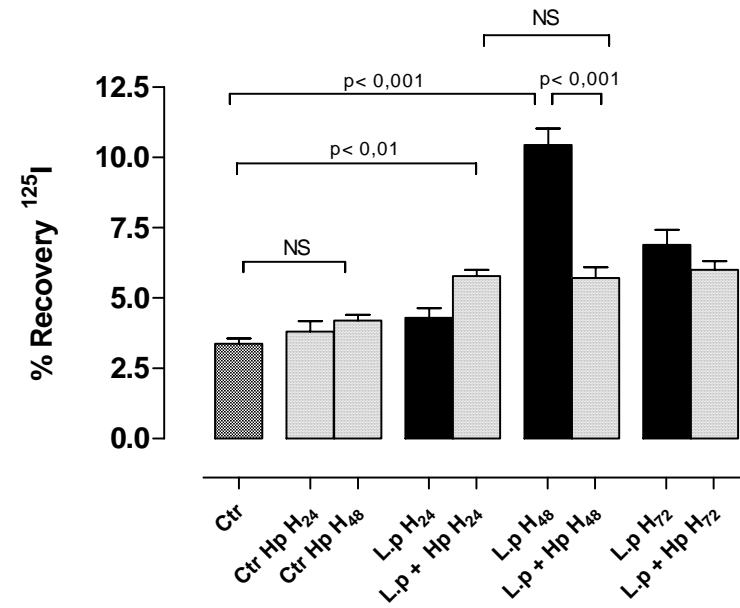 NS
12.5
p< 0,001
p< 0,001
10.0
p< 0,01
7.5
NS
5.0
2.5
0.0
% Recovery ¹²⁵I
Ctr
Ctr Hp H₂₄
Ctr Hp H₄₈
L.p H₂₄
L.p + Hp H₂₄
L.p H₄₈
L.p + Hp H₄₈
L.p H₇₂
L.p + Hp H₇₂